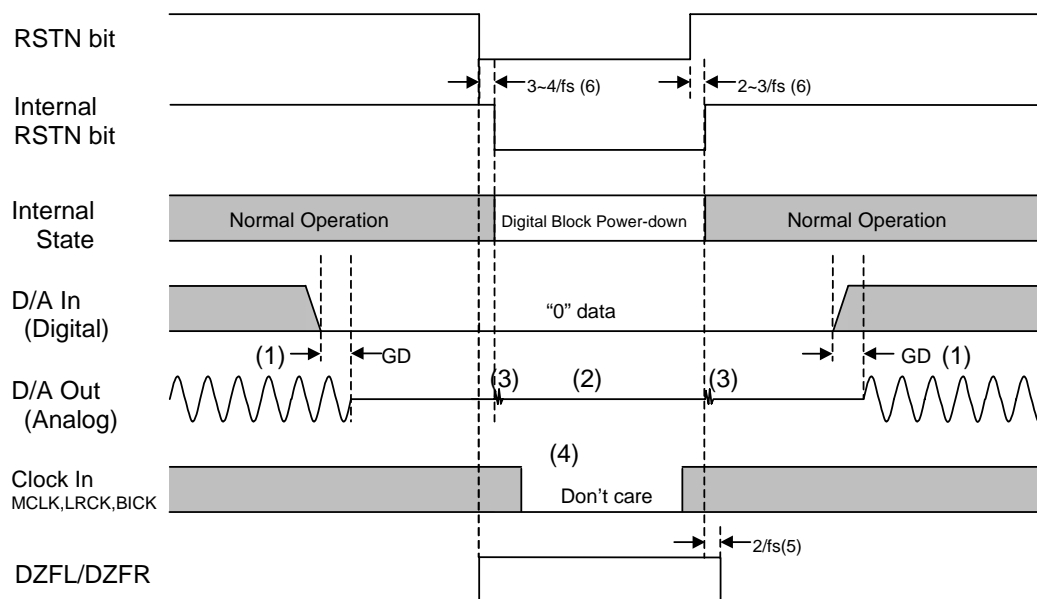 RSTN bit
3~4/fs (6)
2~3/fs (6)
Internal
RSTN bit
Internal
State
Normal Operation
Digital Block Power-down
Normal Operation
D/A In
(Digital)
“0” data
(1)
GD
GD (1)
D/A Out
(Analog)
(3)
(2)
(3)
Clock In
MCLK,LRCK,BICK
(4)
Don’t care
2/fs(5)
DZFL/DZFR